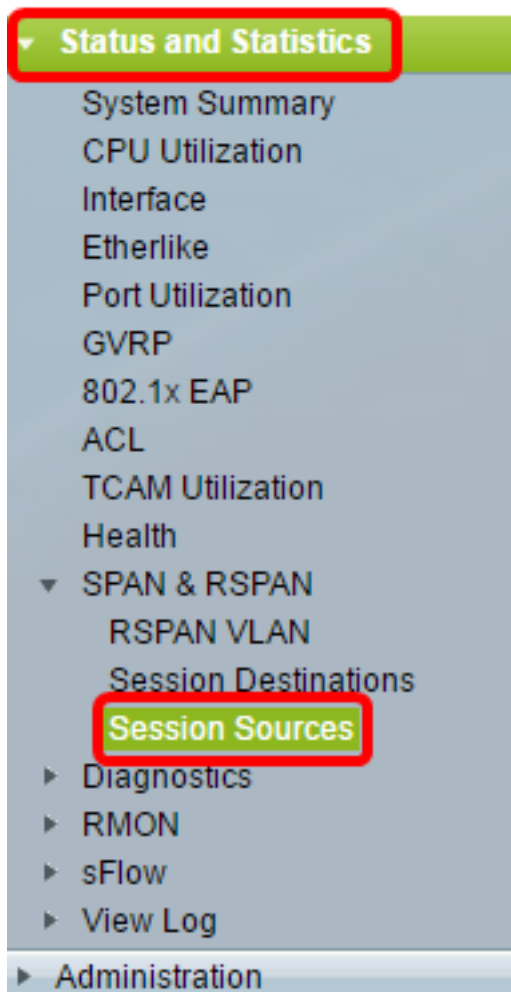 Status and Statistics
System Summary
CPU Utilization
Interface
Etherlike
Port Utilization
GVRP
802.1x EAP
ACL
TCAM Utilization
Health
SPAN & RSPAN
RSPAN VLAN
Session Destinations
Session Sources
Diagnostics
RMON
sFlow
View Log
Administration